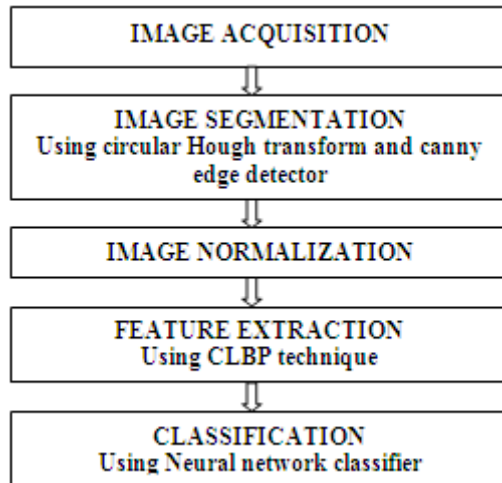 IMAGE ACQUISITION
IMAGE SEGMENTATION
Using circular Hough transform and canny
edge detector
IMAGE NORMALIZATION
FEATURE EXTRACTION
Using CLBP technique
CLASSIFICATION
Using Neural network classifier